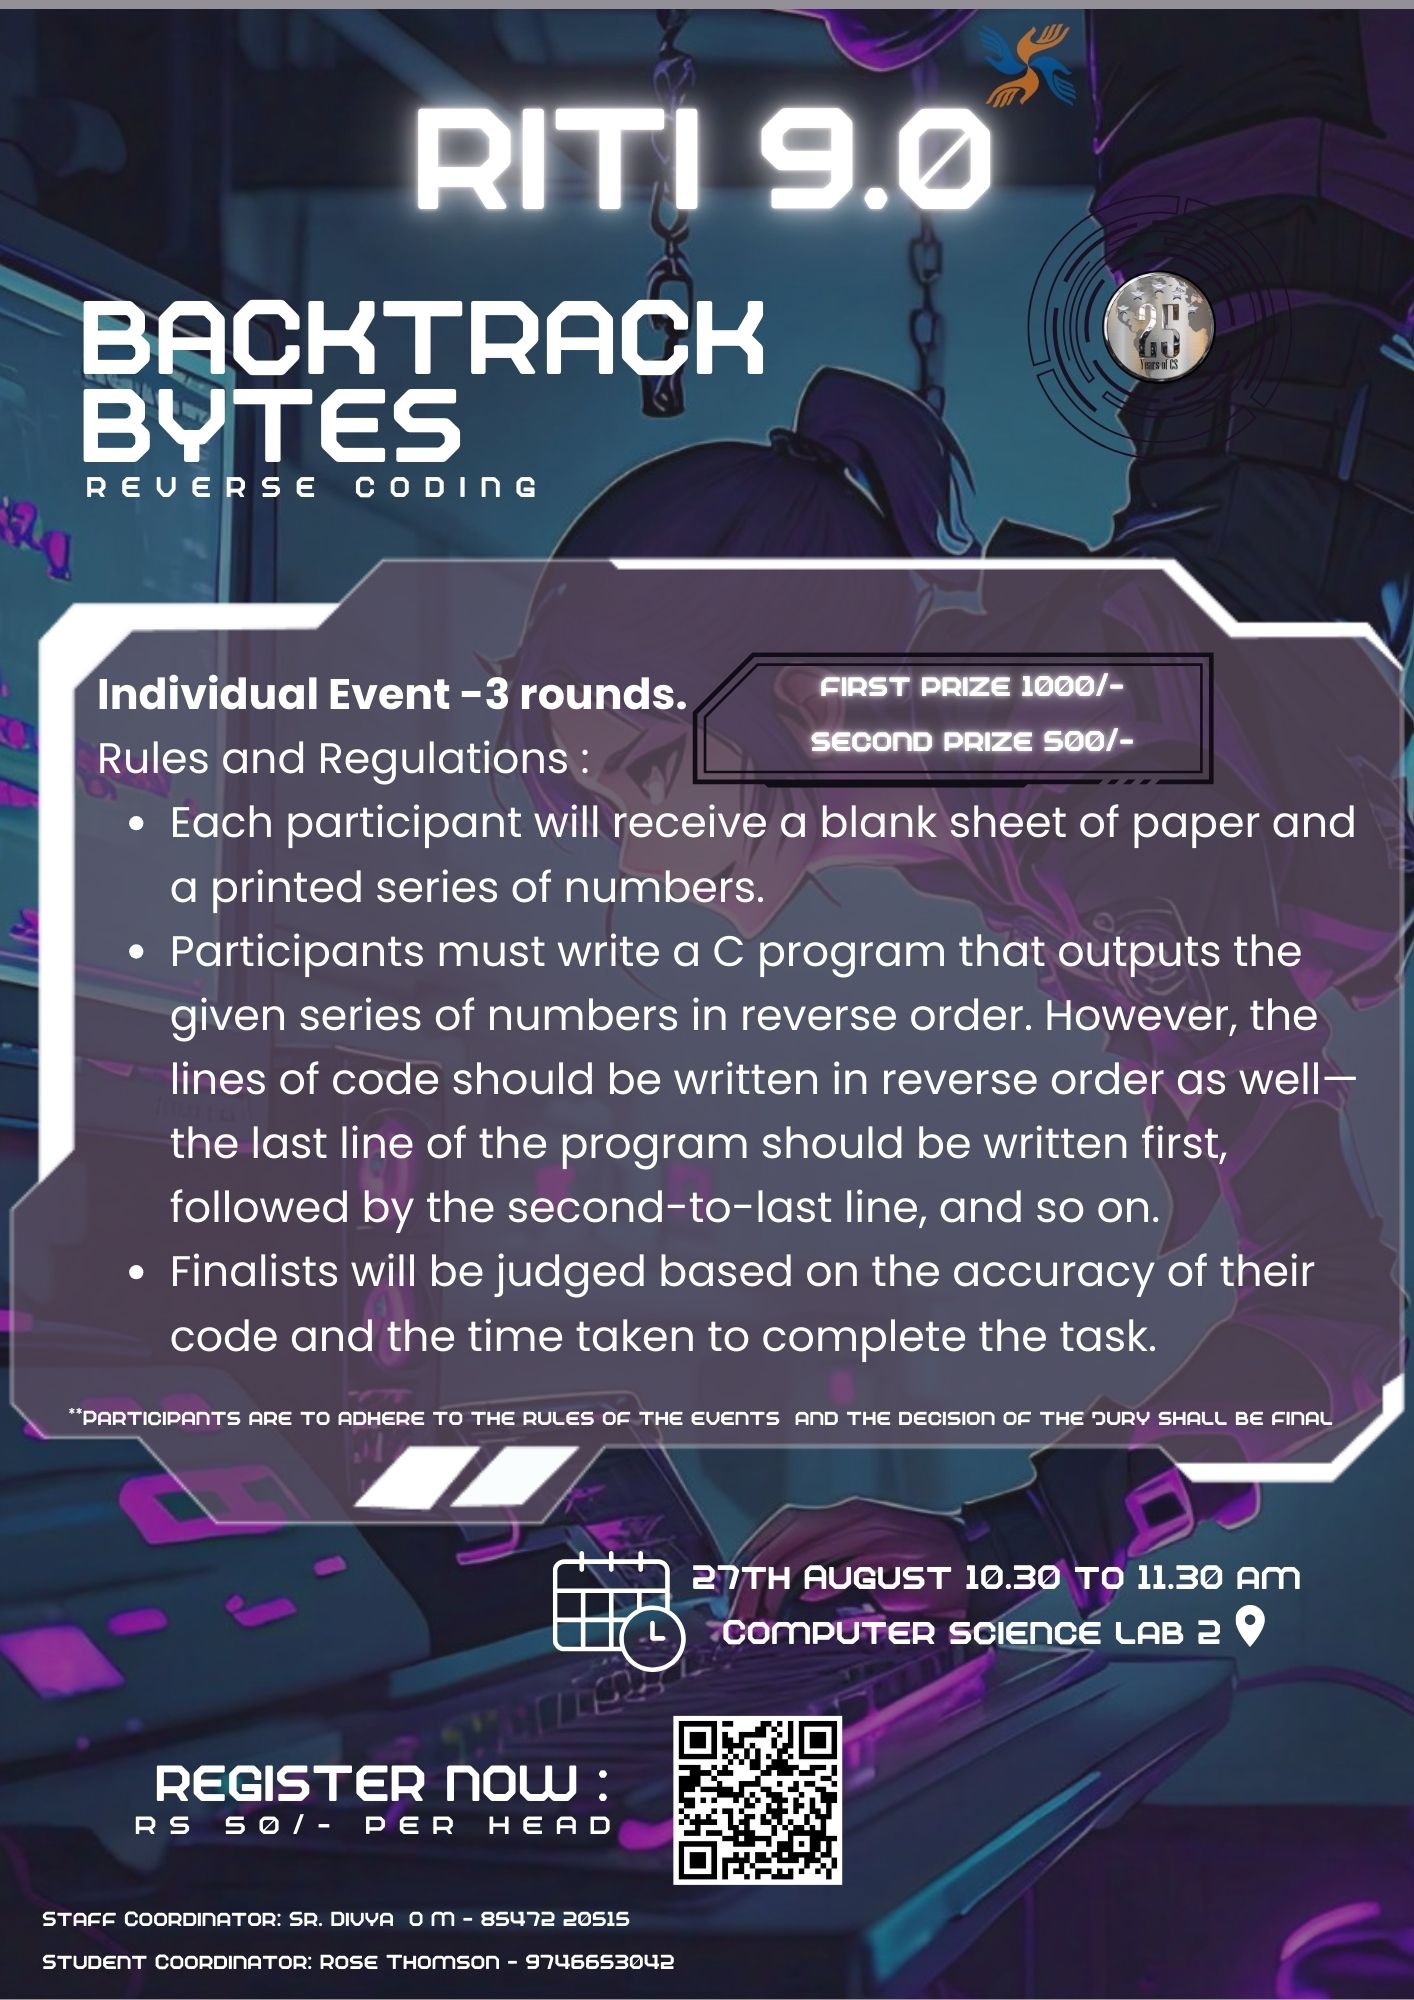 RITI 9.0
25
Years of CS
BACKTRACK
BYTES
REVERSE CODING
Individual Event -3 rounds.
FIRST PRIZE 1000/-
SECOND PRIZE 500/-
Rules and Regulations :
• Each participant will receive a blank sheet of paper and
a printed series of numbers.
• Participants must write a C program that outputs the
given series of numbers in reverse order. However, the
lines of code should be written in reverse order as well—
the last line of the program should be written first,
followed by the second-to-last line, and so on.
• Finalists will be judged based on the accuracy of their
code and the time taken to complete the task.
**PARTICIPANTS ARE TO ADHERE TO THE RULES OF THE EVENTS AND THE DECISION OF THE JURY SHALL BE FINAL
27TH AUGUST 10.30 TO 11.30 AM
COMPUTER SCIENCE LAB 2
REGISTER NOW :
RS 50/- PER HEAD
STAFF COORDINATOR: SR. DIVYA O M - 85472 20515
STUDENT COORDINATOR: ROSE THOMSON - 9746653042